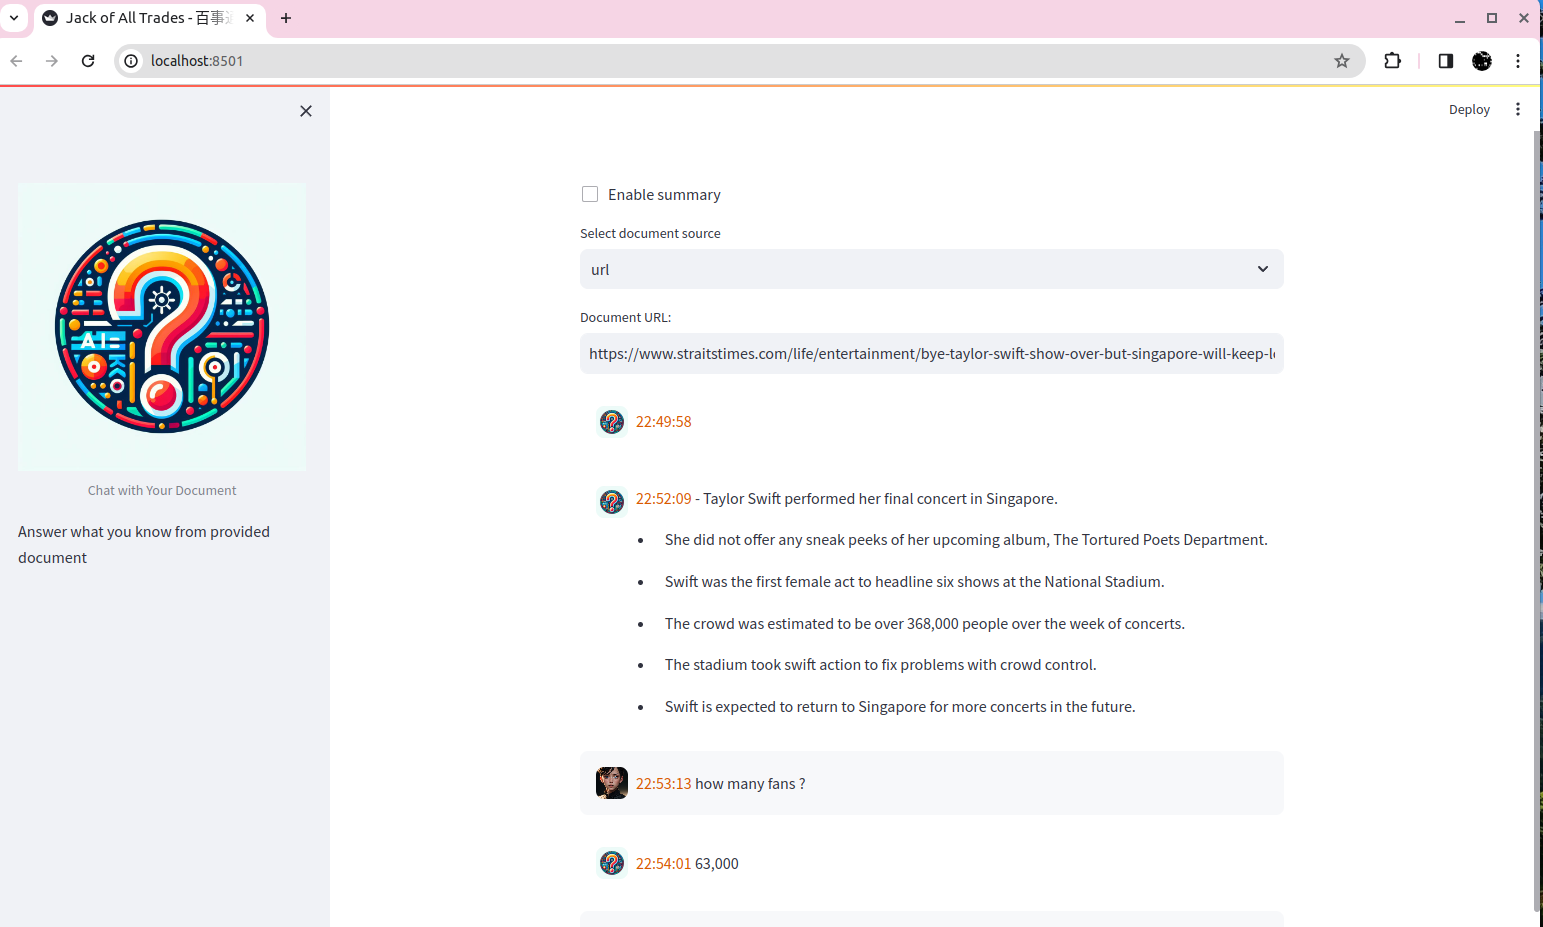 Jack of All Trades - 百事
localhost:8501
Deploy
Enable summary
Select document source
url
Document URL:
https://www.straitstimes.com/life/entertainment/bye-taylor-swift-show-over-but-singapore-will-keep-l
AI
Chat with Your Document
Answer what you know from provided
document
22:49:58
22:52:09 - Taylor Swift performed her final concert in Singapore.
• She did not offer any sneak peeks of her upcoming album, The Tortured Poets Department.
• Swift was the first female act to headline six shows at the National Stadium.
• The crowd was estimated to be over 368,000 people over the week of concerts.
• The stadium took swift action to fix problems with crowd control.
• Swift is expected to return to Singapore for more concerts in the future.
22:53:13 how many fans ?
22:54:01 63,000